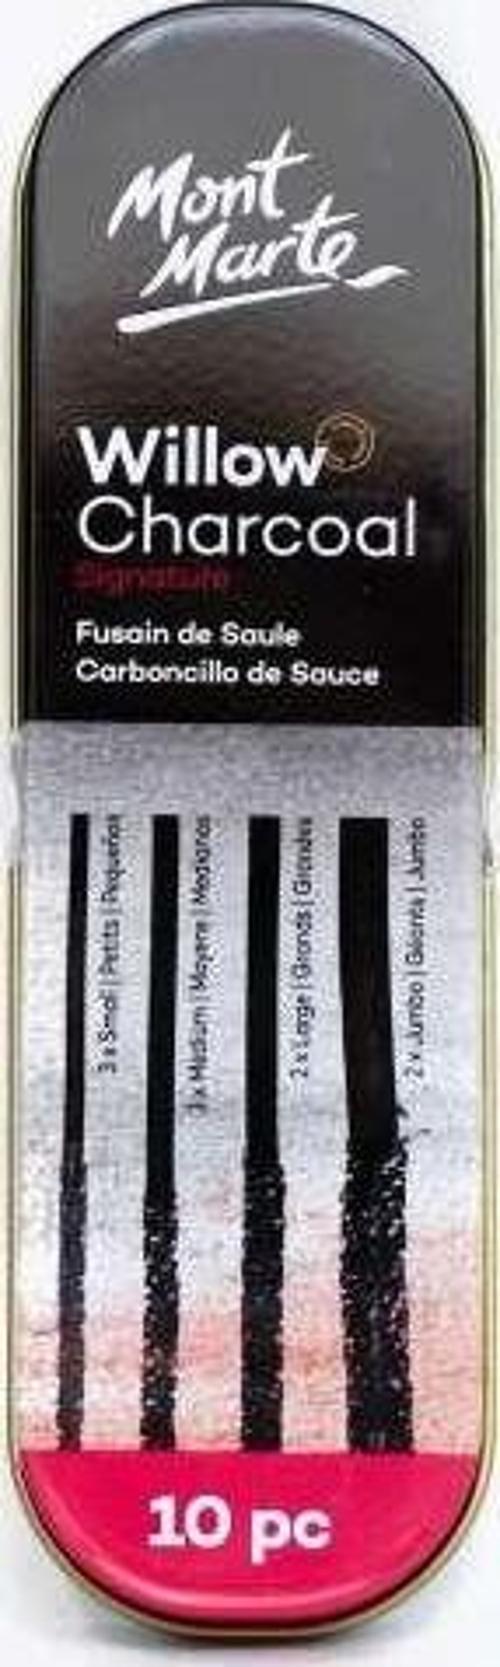 Mont
Marte
Willow
Charcoal
Signature
Fusain de Saule
Carboncillo de Sauce
3 x Small | Petits | Pequeños
3x Medium | Moyens | Medianos
2 x Large | Grands | Grandes
2 x Jumbo | Géants | Jumbo
10 pc